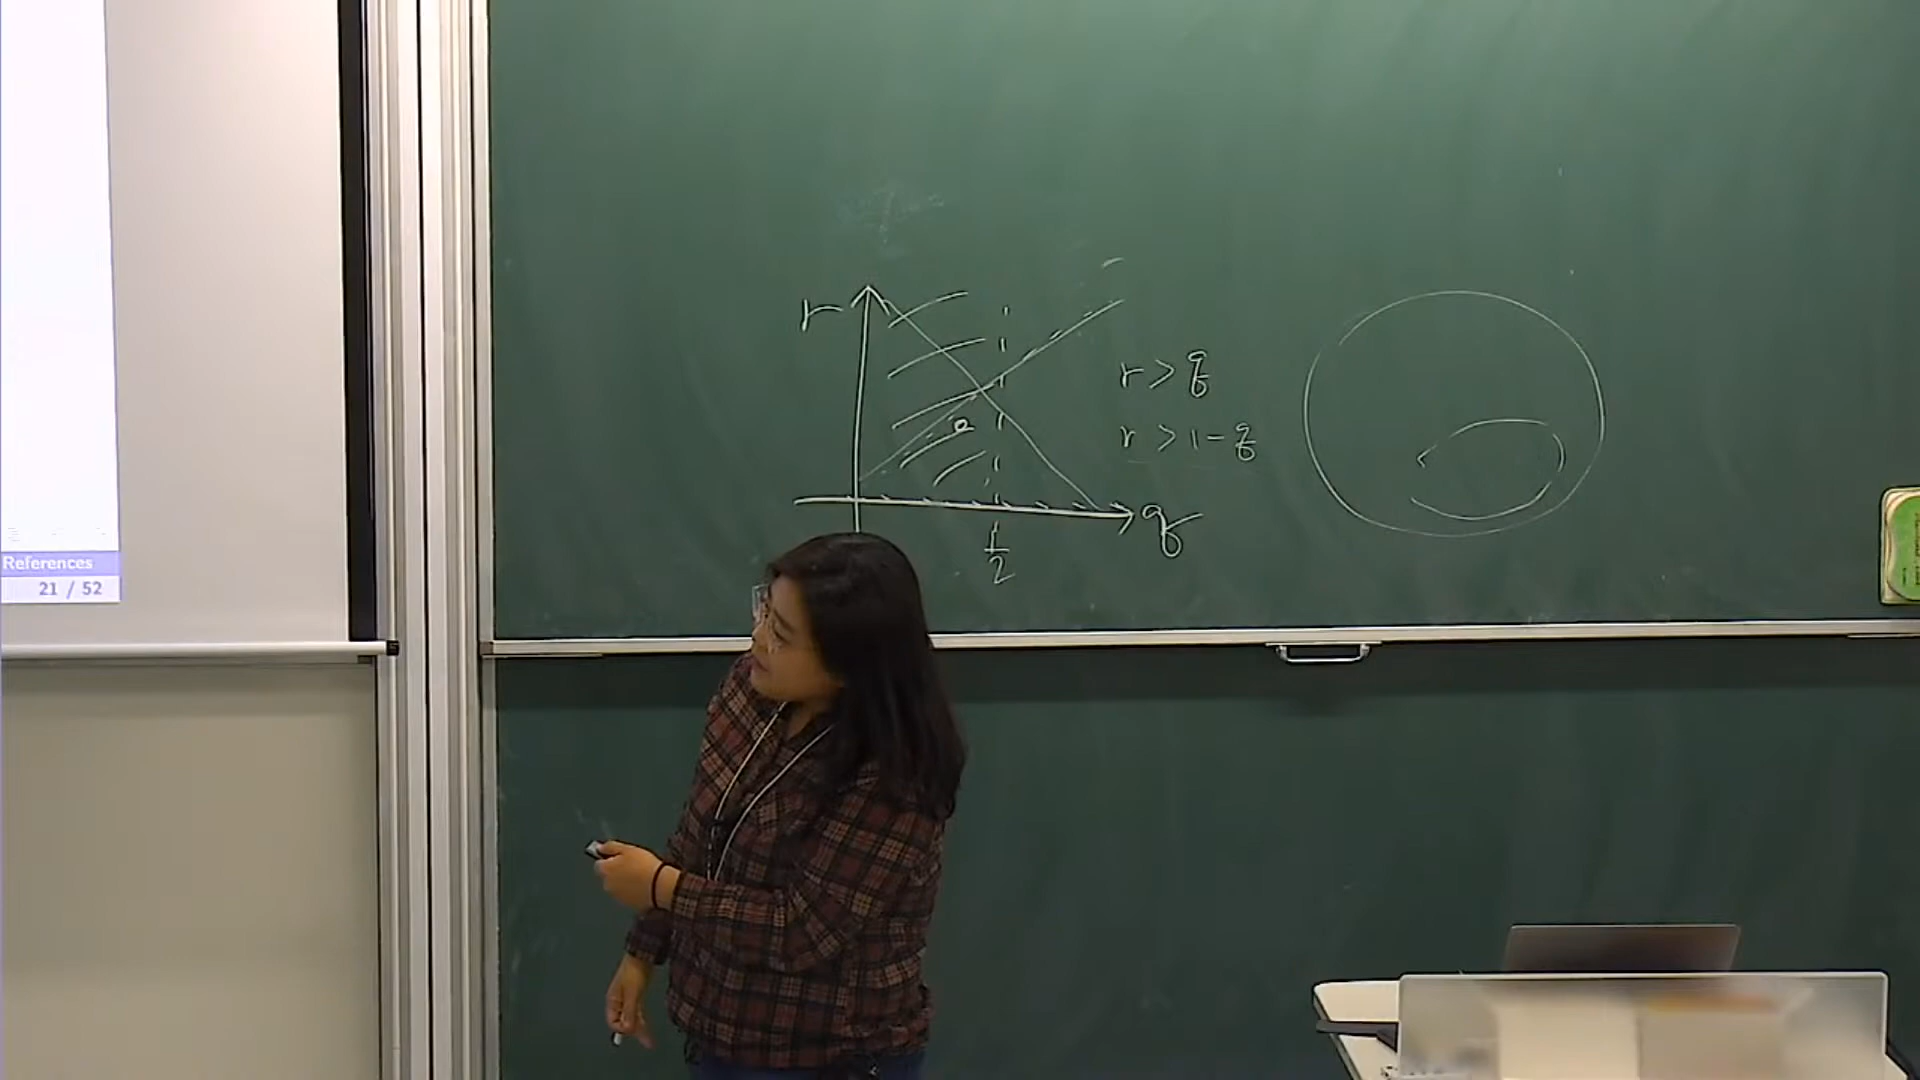 r
r > q
r > 1 - q
q
1/2
References
21 / 52